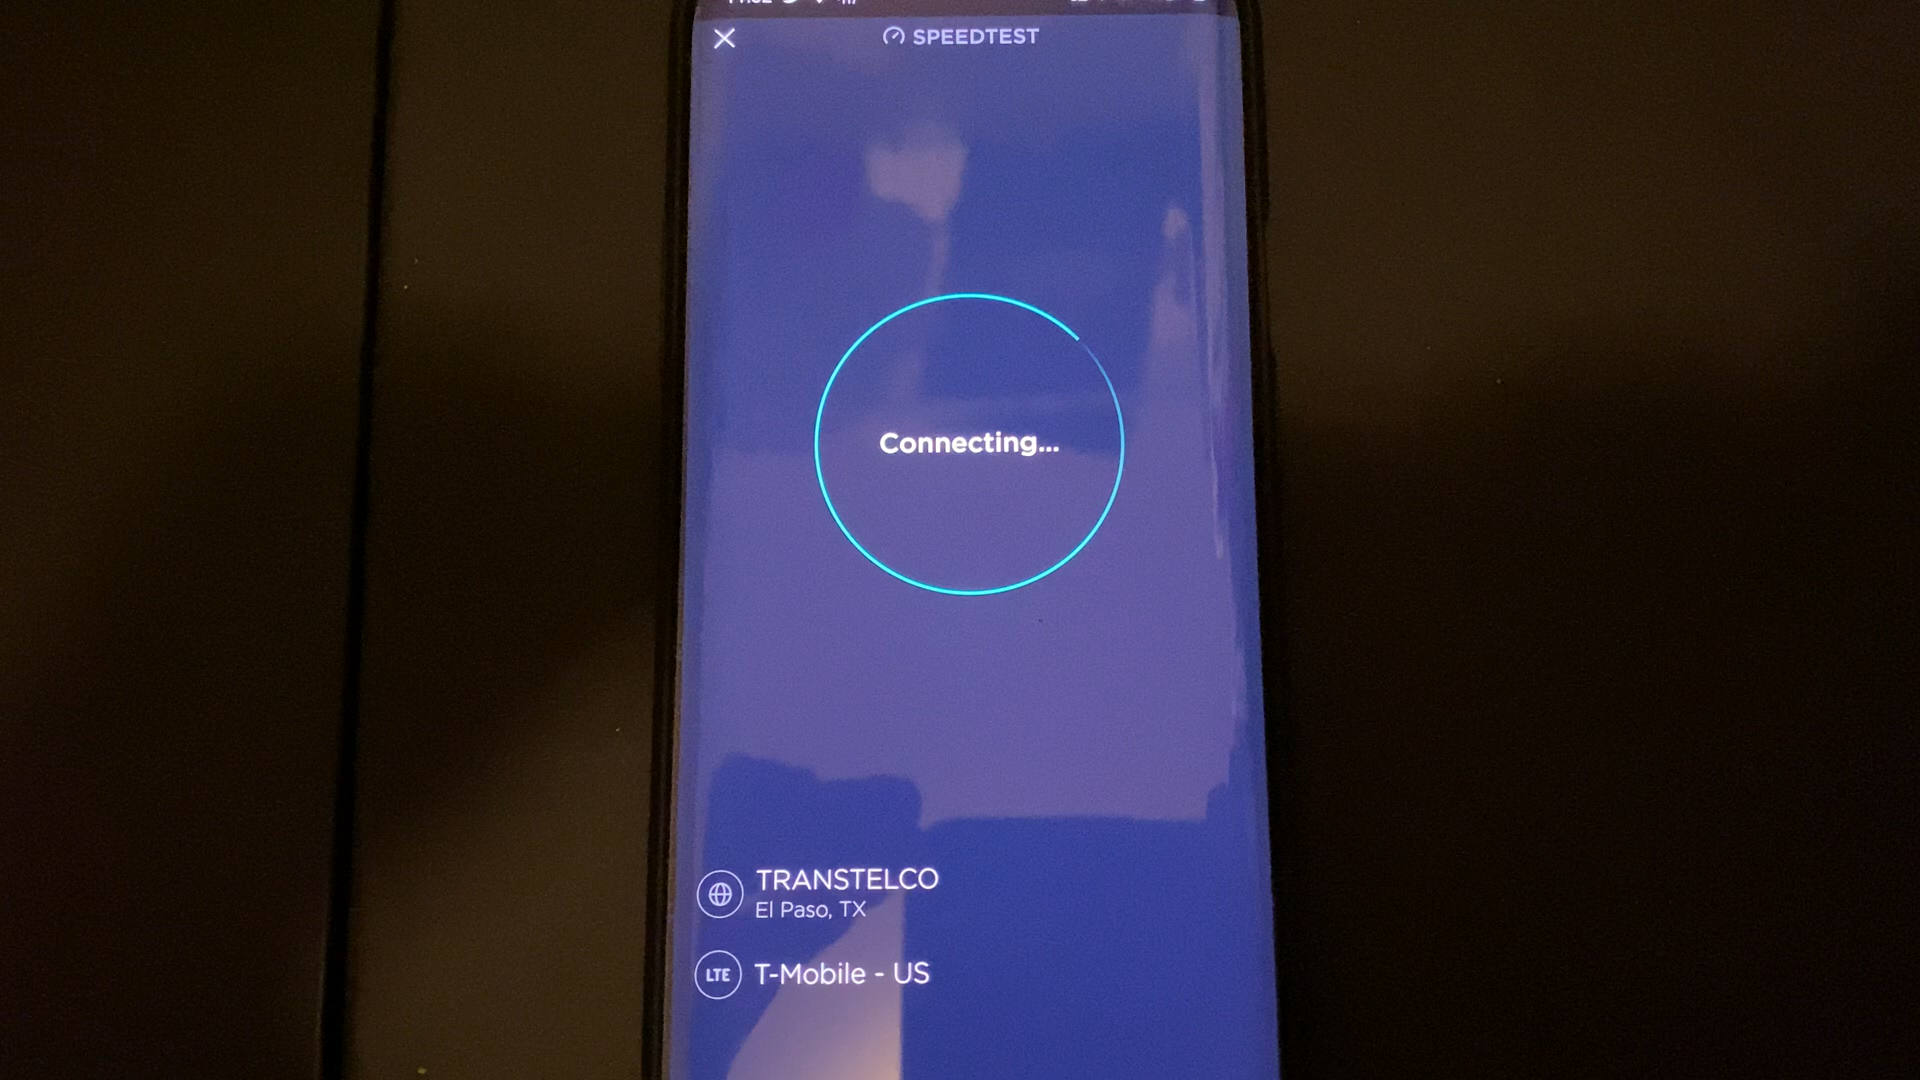 SPEEDTEST
Connecting...
TRANSTELCO
El Paso, TX
LTE T-Mobile - US